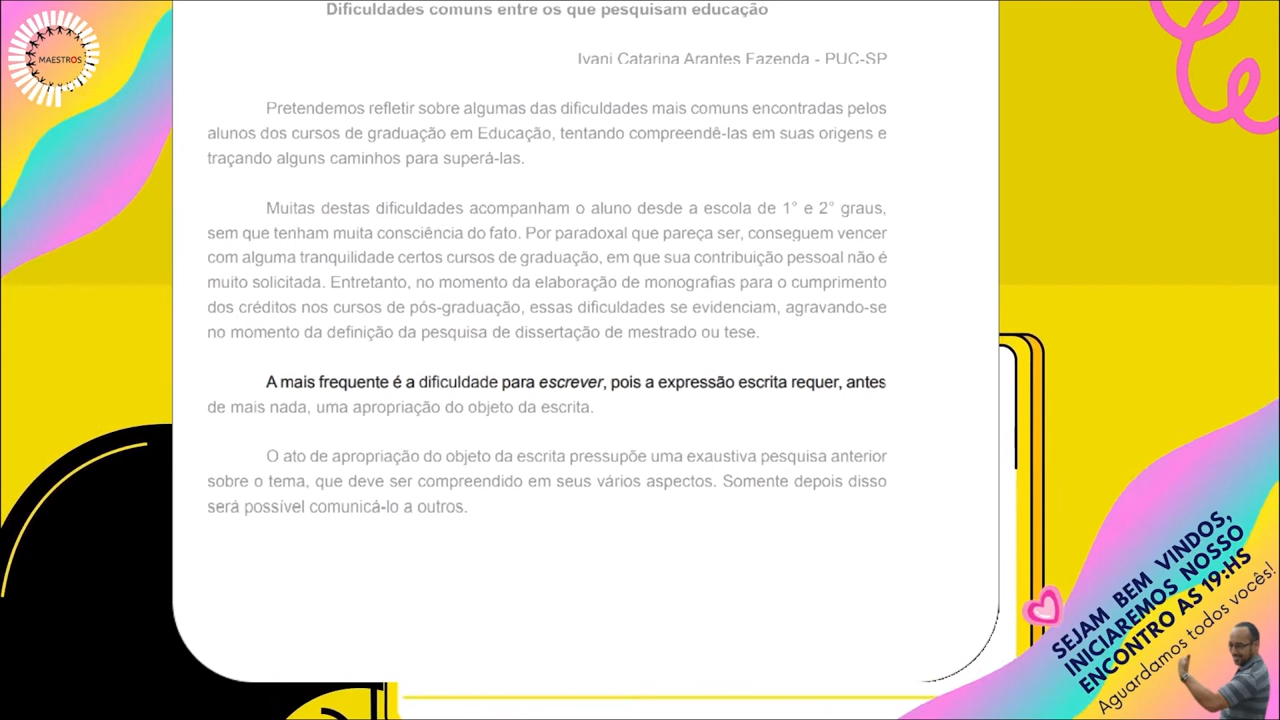 Dificuldades comuns entre os que pesquisam educação
MAESTROS
Ivani Catarina Arantes Fazenda - PUC-SP
Pretendemos refletir sobre algumas das dificuldades mais comuns encontradas pelos
alunos dos cursos de graduação em Educação, tentando compreendê-las em suas origens e
traçando alguns caminhos para superá-las.
Muitas destas dificuldades acompanham o aluno desde a escola de 1° e 2° graus,
sem que tenham muita consciência do fato. Por paradoxal que pareça ser, conseguem vencer
com alguma tranquilidade certos cursos de graduação, em que sua contribuição pessoal não é
muito solicitada. Entretanto, no momento da elaboração de monografias para o cumprimento
dos créditos nos cursos de pós-graduação, essas dificuldades se evidenciam, agravando-se
no momento da definição da pesquisa de dissertação de mestrado ou tese.
A mais frequente é a dificuldade para escrever, pois a expressão escrita requer, antes
de mais nada, uma apropriação do objeto da escrita.
O ato de apropriação do objeto da escrita pressupõe uma exaustiva pesquisa anterior
sobre o tema, que deve ser compreendido em seus vários aspectos. Somente depois disso
será possível comunicá-lo a outros.
SEJAM BEM VINDOS,
INICIAREMOS NOSSO
ENCONTRO AS 19:HS
Aguardamos todos vocês!